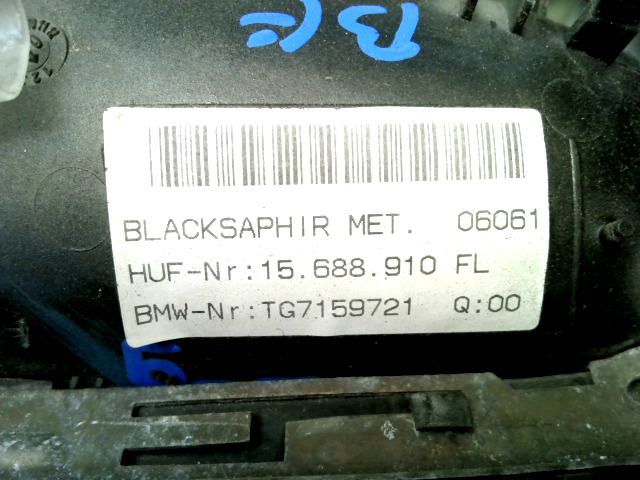 BLACKSAPHIR MET. 06061
HUF-Nr:15.688.910 FL
BMW-Nr:TG7159721 Q:00